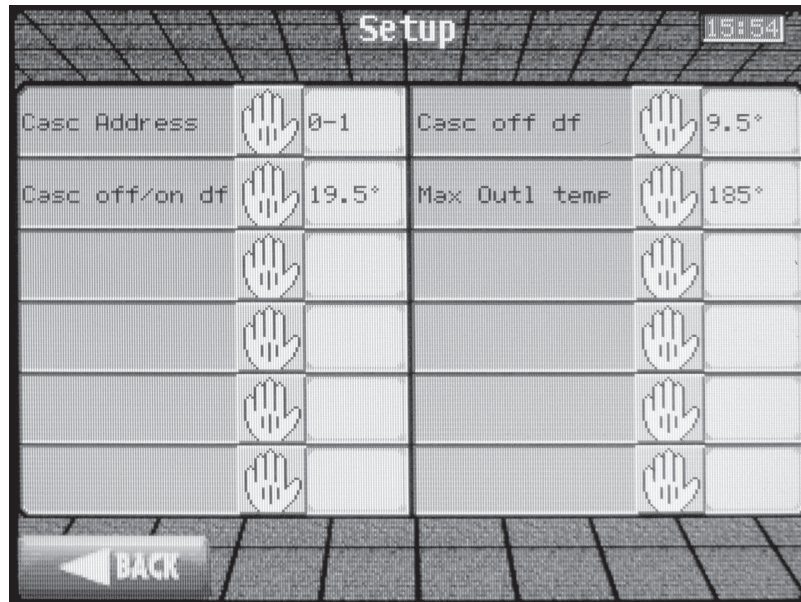 Setup
15:54
Casc Address 0-1 Casc off df 9.5°
Casc off/on df 19.5° Max Outl temp 185°
BACK